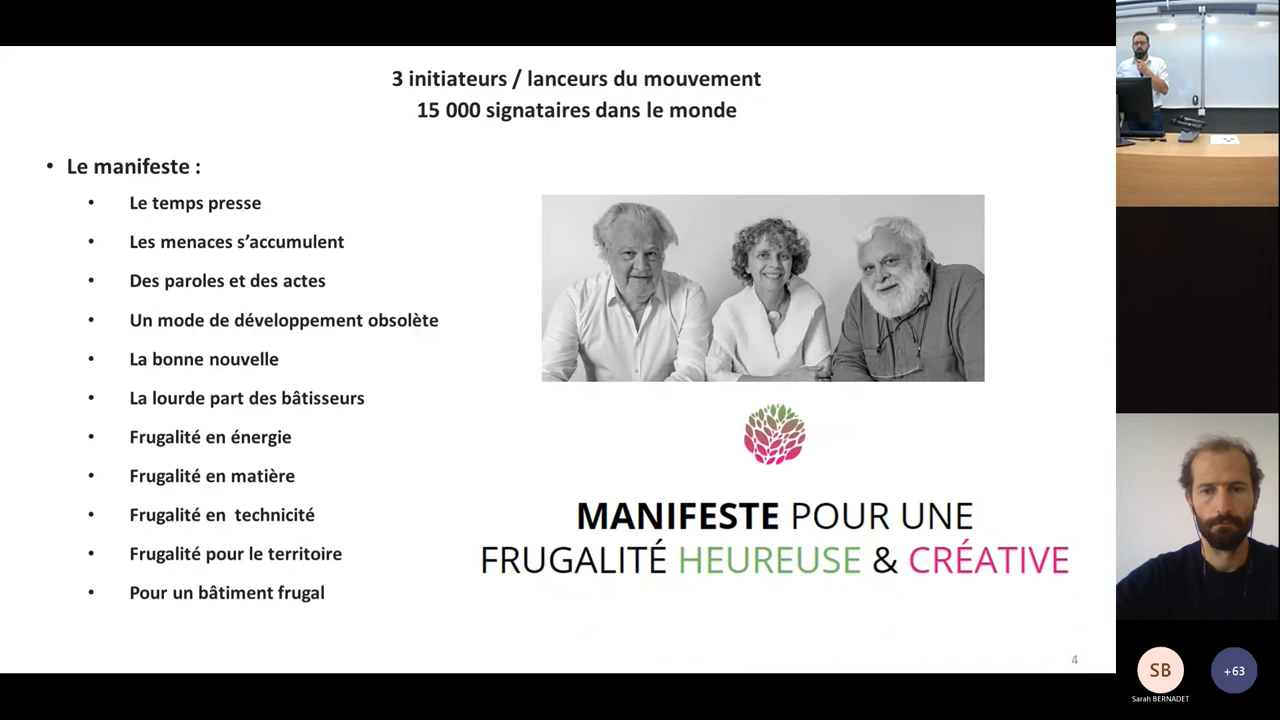 3 initiateurs / lanceurs du mouvement
15 000 signataires dans le monde
• Le manifeste :
• Le temps presse
• Les menaces s’accumulent
• Des paroles et des actes
• Un mode de développement obsolète
• La bonne nouvelle
• La lourde part des bâtisseurs
• Frugalité en énergie
• Frugalité en matière
• Frugalité en  technicité
• Frugalité pour le territoire
• Pour un bâtiment frugal
MANIFESTE POUR UNE
FRUGALITÉ HEUREUSE & CRÉATIVE
4
SB
Sarah BERNADET
+63